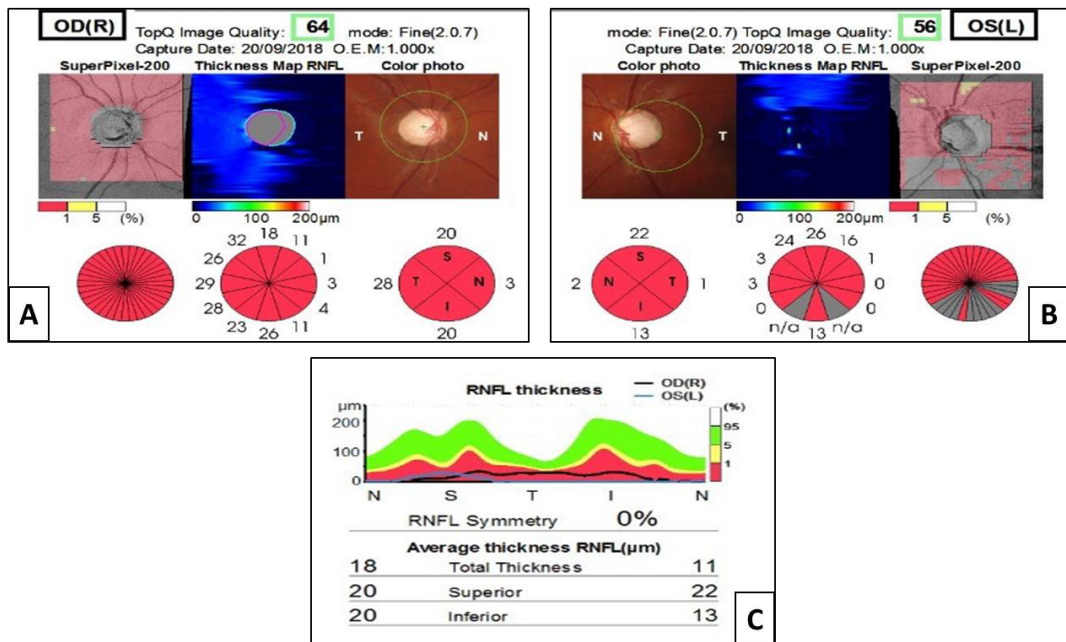 OD(R) TopQ Image Quality: 64 mode: Fine(2.0.7)
Capture Date: 20/09/2018 O.E.M:1.000x
SuperPixel-200 Thickness Map RNFL Color photo
T N
1 5 (%) 0 100 200µm
32 18 11
26 1
29 3
28 4
23 26 11
20
28 T S N I 3
20
A
mode: Fine(2.0.7) TopQ Image Quality: 56 OS(L)
Capture Date: 20/09/2018 O.E.M:1.000x
Color photo Thickness Map RNFL SuperPixel-200
N T
0 100 200µm 1 5 (%)
22
2 N S T I 1
13
24 26 16
3 1
3 0
3 0
n/a 13 n/a
B
RNFL thickness OD(R)
OS(L)
µm (%)
200 95
100 5
1
0
N S T I N
RNFL Symmetry 0%
Average thickness RNFL(µm)
18 Total Thickness 11
20 Superior 22
20 Inferior 13
C